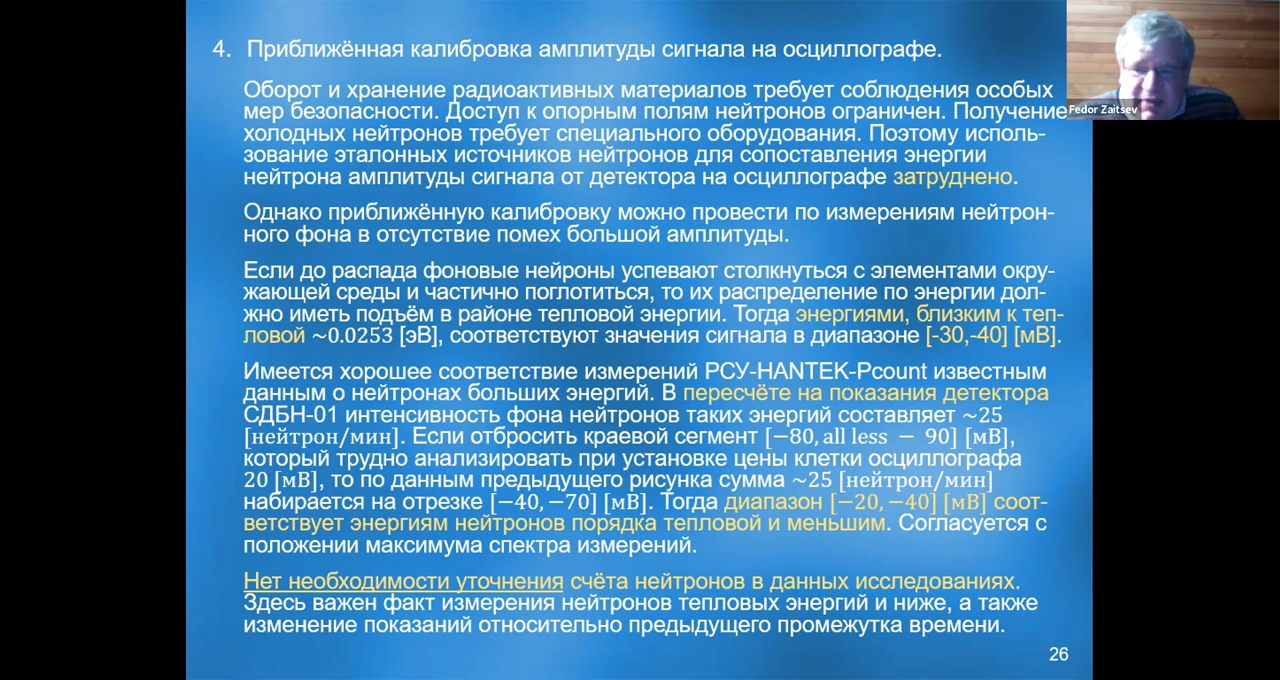 4. Приближённая калибровка амплитуды сигнала на осциллографе.
Оборот и хранение радиоактивных материалов требует соблюдения особых
мер безопасности. Доступ к опорным полям нейтронов ограничен. Получение
холодных нейтронов требует специального оборудования. Поэтому исполь-
зование эталонных источников нейтронов для сопоставления энергии
нейтрона амплитуды сигнала от детектора на осциллографе затруднено.
Однако приближённую калибровку можно провести по измерениям нейтрон-
ного фона в отсутствие помех большой амплитуды.
Если до распада фоновые нейроны успевают столкнуться с элементами окру-
жающей среды и частично поглотиться, то их распределение по энергии дол-
жно иметь подъём в районе тепловой энергии. Тогда энергиями, близким к теп-
ловой ~0.0253 [эВ], соответствуют значения сигнала в диапазоне [-30,-40] [мВ].
Имеется хорошее соответствие измерений РСУ-HANTEK-Pcount известным
данным о нейтронах больших энергий. В пересчёте на показания детектора
СДБН-01 интенсивность фона нейтронов таких энергий составляет ~25
[нейтрон/мин]. Если отбросить краевой сегмент [−80, all less − 90] [мВ],
который трудно анализировать при установке цены клетки осциллографа
20 [мВ], то по данным предыдущего рисунка сумма ~25 [нейтрон/мин]
набирается на отрезке [−40, −70] [мВ]. Тогда диапазон [−20, −40] [мВ] соот-
ветствует энергиям нейтронов порядка тепловой и меньшим. Согласуется с
положении максимума спектра измерений.
Нет необходимости уточнения счёта нейтронов в данных исследованиях.
Здесь важен факт измерения нейтронов тепловых энергий и ниже, а также
изменение показаний относительно предыдущего промежутка времени.
26
Fedor Zaitsev